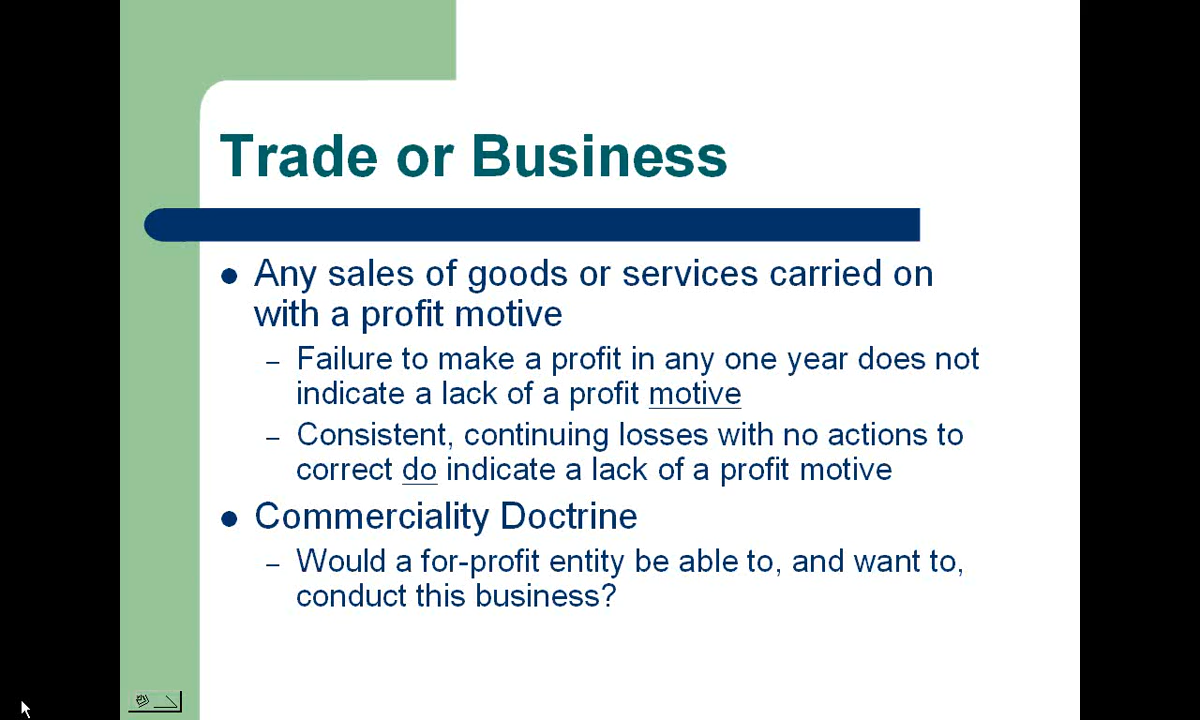 Trade or Business
● Any sales of goods or services carried on
with a profit motive
– Failure to make a profit in any one year does not
indicate a lack of a profit motive
– Consistent, continuing losses with no actions to
correct do indicate a lack of a profit motive
● Commerciality Doctrine
– Would a for-profit entity be able to, and want to,
conduct this business?